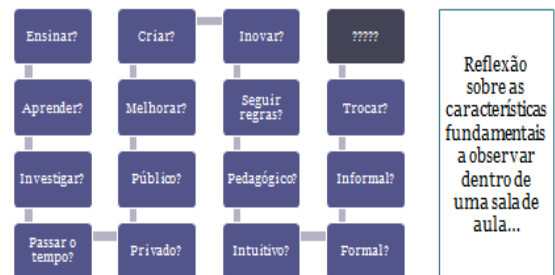 Ensinar?
Criar?
Inovar?
?????
Aprender?
Melhorar?
Seguir
regras?
Trocar?
Investigar?
Público?
Pedagógico?
Informal?
Passar o
tempo?
Privado?
Intuitivo?
Formal?
Reflexão
sobre as
características
fundamentais
a observar
dentro de
uma sala de
aula...